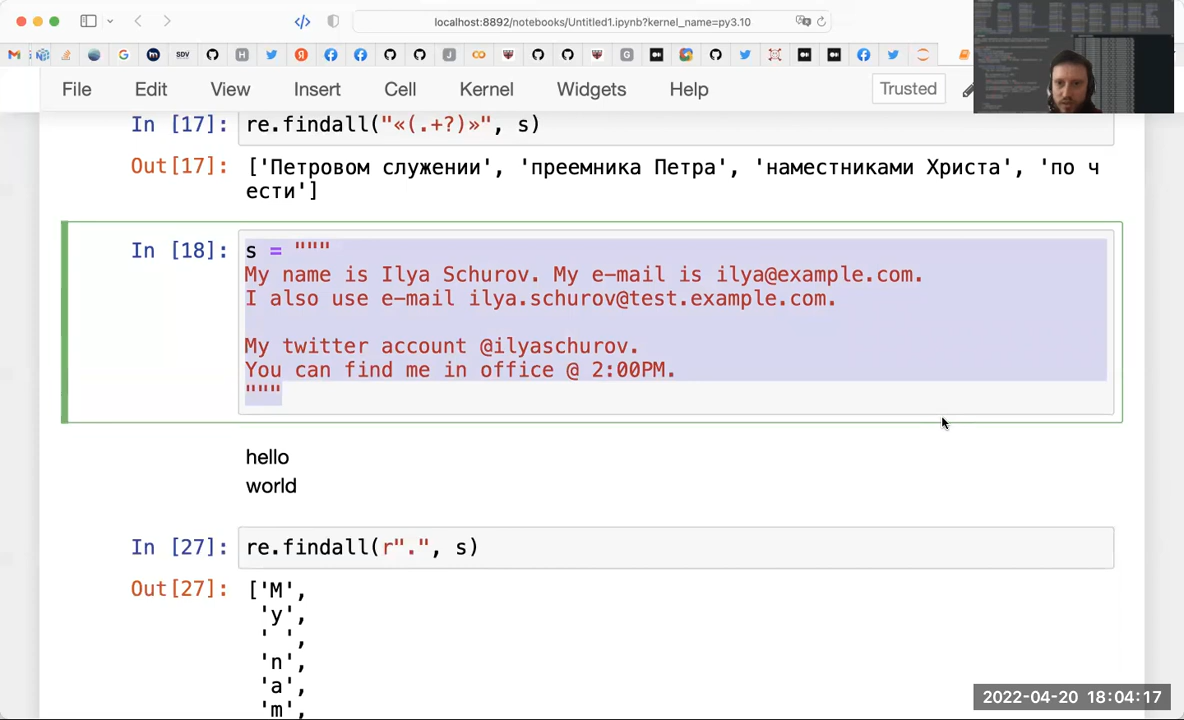 localhost:8892/notebooks/Untitled1.ipynb?kernel_name=py3.10
File Edit View Insert Cell Kernel Widgets Help Trusted
In [17]: re.findall("«(.+?)»", s)
Out[17]: ['Петровом служении', 'преемника Петра', 'наместниками Христа', 'по ч
ести']
In [18]: s = """
My name is Ilya Schurov. My e-mail is ilya@example.com.
I also use e-mail ilya.schurov@test.example.com.
My twitter account @ilyaschurov.
You can find me in office @ 2:00PM.
"""
hello
world
In [27]: re.findall(r".", s)
Out[27]: ['M',
'y',
' ',
'n',
'a',
'm',
2022-04-20 18:04:17